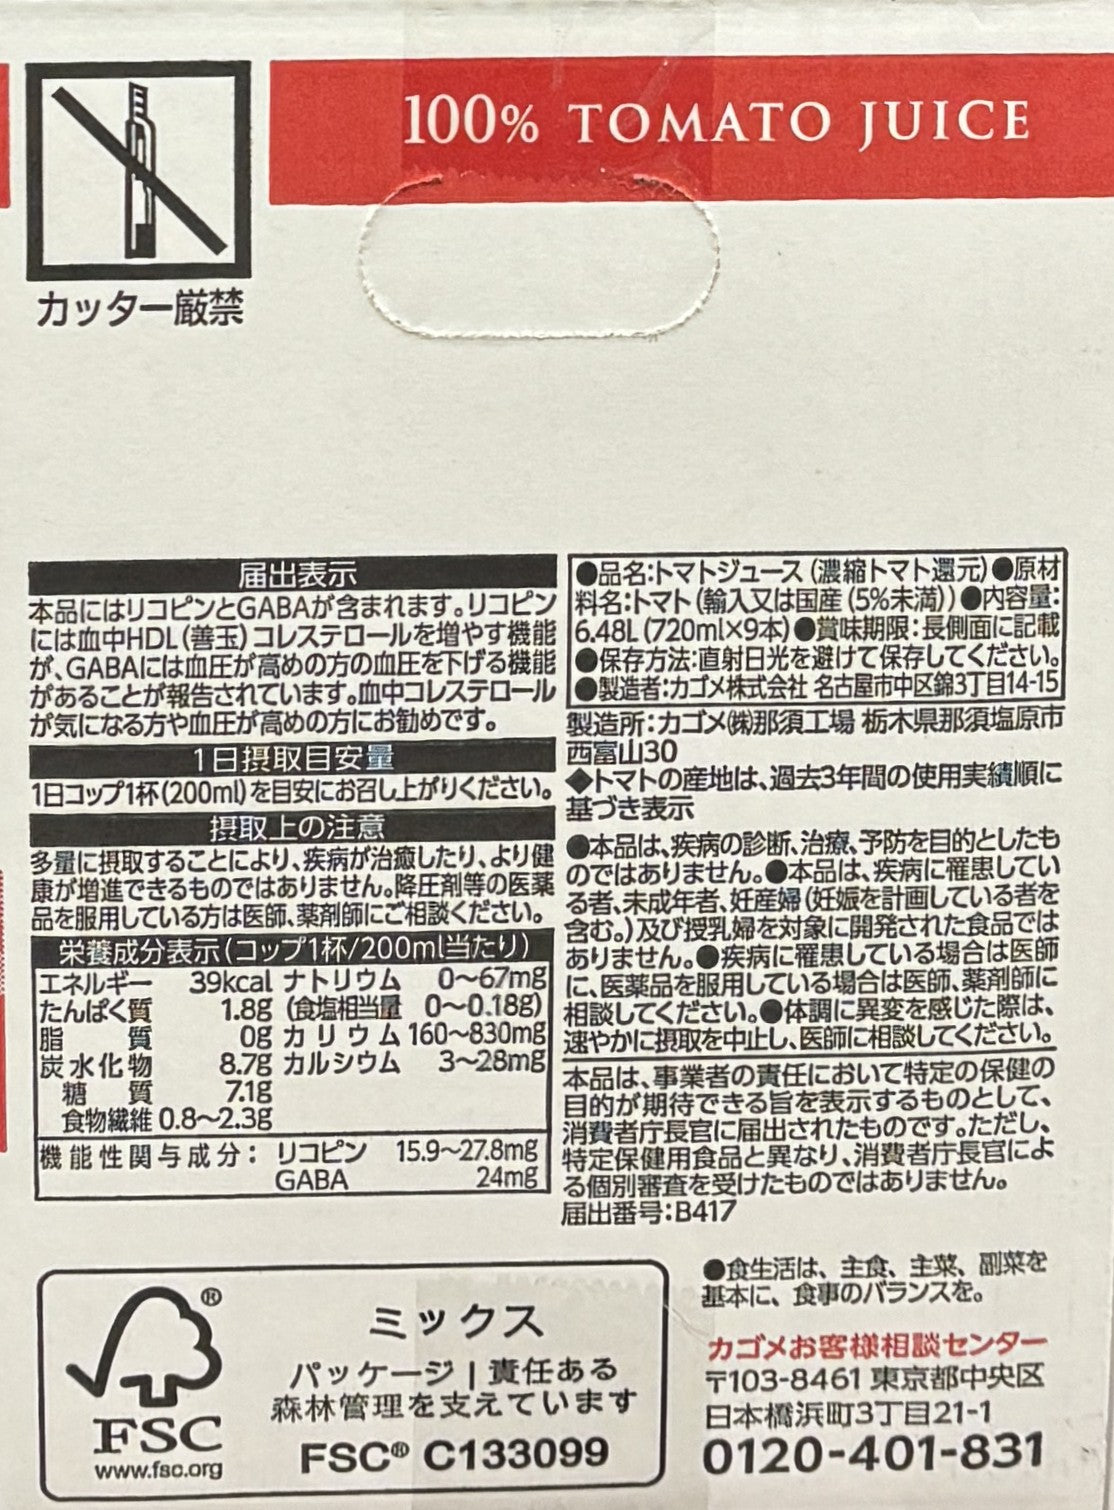 100% TOMATO JUICE
カッター厳禁
届出表示
本品にはリコピンとGABAが含まれます。リコピン
には血中HDL(善玉)コレステロールを増やす機能
が、GABAには血圧が高めの方の血圧を下げる機能
があることが報告されています。血中コレステロール
が気になる方や血圧が高めの方にお勧めです。
1日摂取目安量
1日コップ1杯(200ml)を目安にお召し上がりください。
摂取上の注意
多量に摂取することにより、疾病が治癒したり、より健
康が増進できるものではありません。降圧剤等の医薬
品を服用している方は医師、薬剤師にご相談ください。
栄養成分表示(コップ1杯/200ml当たり)
エネルギー 39kcal ナトリウム 0〜67mg
たんぱく質 1.8g (食塩相当量 0〜0.18g)
脂質 0g カリウム 160〜830mg
炭水化物 8.7g カルシウム 3〜28mg
糖質 7.1g
食物繊維 0.8〜2.3g
機能性関与成分: リコピン 15.9〜27.8mg
GABA 24mg
●品名:トマトジュース(濃縮トマト還元)●原材
料名:トマト(輸入又は国産(5%未満))●内容量:
6.48L(720ml×9本)●賞味期限:長側面に記載
●保存方法:直射日光を避けて保存してください。
●製造者:カゴメ株式会社 名古屋市中区錦3丁目14-15
製造所:カゴメ㈱那須工場 栃木県那須塩原市
西富山30
◆トマトの産地は、過去3年間の使用実績順に
基づき表示
●本品は、疾病の診断、治療、予防を目的としたも
のではありません。●本品は、疾病に罹患してい
る者、未成年者、妊産婦(妊娠を計画している者を
含む。)及び授乳婦を対象に開発された食品では
ありません。●疾病に罹患している場合は医師
に、医薬品を服用している場合は医師、薬剤師に
相談してください。●体調に異変を感じた際は、
速やかに摂取を中止し、医師に相談してください。
本品は、事業者の責任において特定の保健の
目的が期待できる旨を表示するものとして、
消費者庁長官に届出されたものです。ただし、
特定保健用食品と異なり、消費者庁長官によ
る個別審査を受けたものではありません。
届出番号:B417
®
FSC
www.fsc.org
ミックス
パッケージ | 責任ある
森林管理を支えています
FSC® C133099
●食生活は、主食、主菜、副菜を
基本に、食事のバランスを。
カゴメお客様相談センター
〒103-8461 東京都中央区
日本橋浜町3丁目21-1
0120-401-831